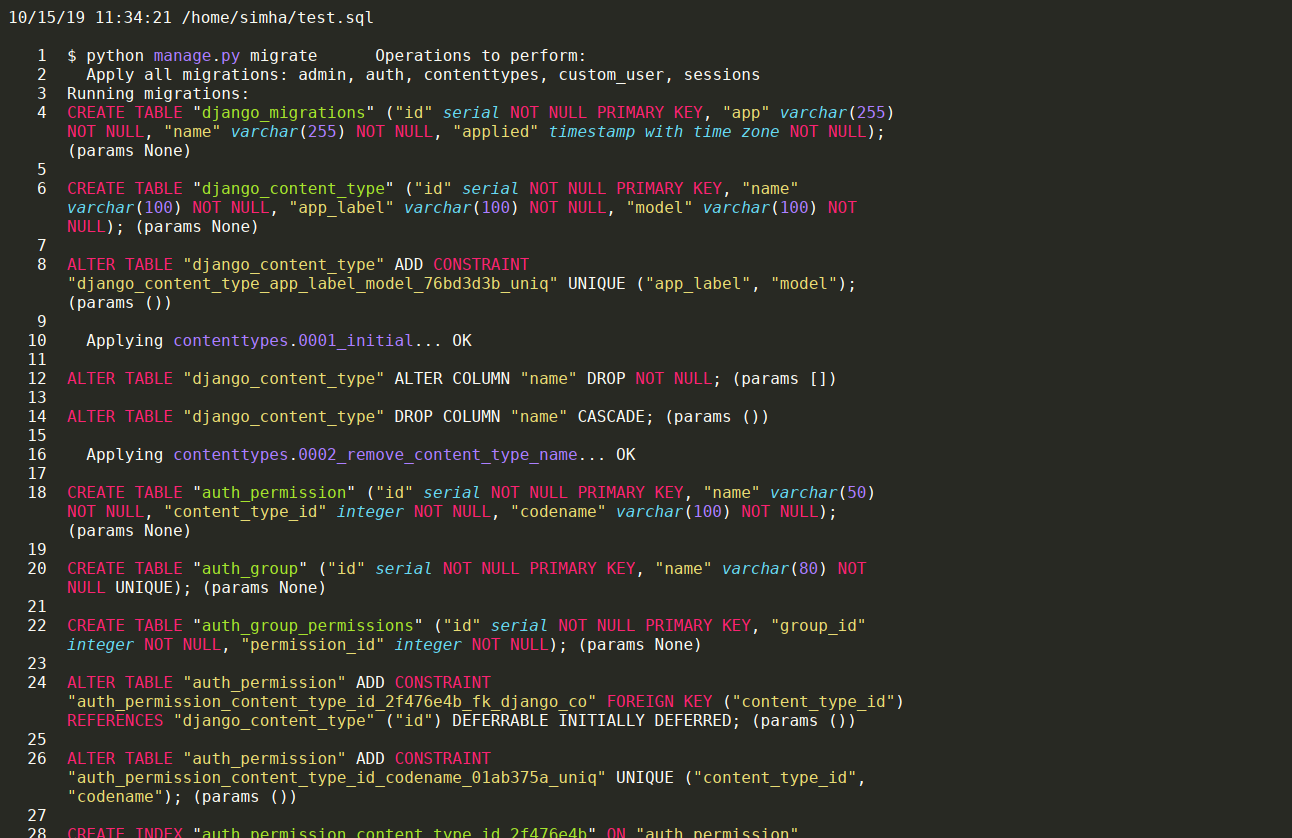 10/15/19 11:34:21 /home/simha/test.sql
1 $ python manage.py migrate      Operations to perform:
2   Apply all migrations: admin, auth, contenttypes, custom_user, sessions
3 Running migrations:
4 CREATE TABLE "django_migrations" ("id" serial NOT NULL PRIMARY KEY, "app" varchar(255)
NOT NULL, "name" varchar(255) NOT NULL, "applied" timestamp with time zone NOT NULL);
(params None)
5
6 CREATE TABLE "django_content_type" ("id" serial NOT NULL PRIMARY KEY, "name"
varchar(100) NOT NULL, "app_label" varchar(100) NOT NULL, "model" varchar(100) NOT
NULL); (params None)
7
8 ALTER TABLE "django_content_type" ADD CONSTRAINT
"django_content_type_app_label_model_76bd3d3b_uniq" UNIQUE ("app_label", "model");
(params ())
9
10   Applying contenttypes.0001_initial... OK
11
12 ALTER TABLE "django_content_type" ALTER COLUMN "name" DROP NOT NULL; (params [])
13
14 ALTER TABLE "django_content_type" DROP COLUMN "name" CASCADE; (params ())
15
16   Applying contenttypes.0002_remove_content_type_name... OK
17
18 CREATE TABLE "auth_permission" ("id" serial NOT NULL PRIMARY KEY, "name" varchar(50)
NOT NULL, "content_type_id" integer NOT NULL, "codename" varchar(100) NOT NULL);
(params None)
19
20 CREATE TABLE "auth_group" ("id" serial NOT NULL PRIMARY KEY, "name" varchar(80) NOT
NULL UNIQUE); (params None)
21
22 CREATE TABLE "auth_group_permissions" ("id" serial NOT NULL PRIMARY KEY, "group_id"
integer NOT NULL, "permission_id" integer NOT NULL); (params None)
23
24 ALTER TABLE "auth_permission" ADD CONSTRAINT
"auth_permission_content_type_id_2f476e4b_fk_django_co" FOREIGN KEY ("content_type_id")
REFERENCES "django_content_type" ("id") DEFERRABLE INITIALLY DEFERRED; (params ())
25
26 ALTER TABLE "auth_permission" ADD CONSTRAINT
"auth_permission_content_type_id_codename_01ab375a_uniq" UNIQUE ("content_type_id",
"codename"); (params ())
27
28 CREATE INDEX "auth_permission_content_type_id_2f476e4b" ON "auth_permission"